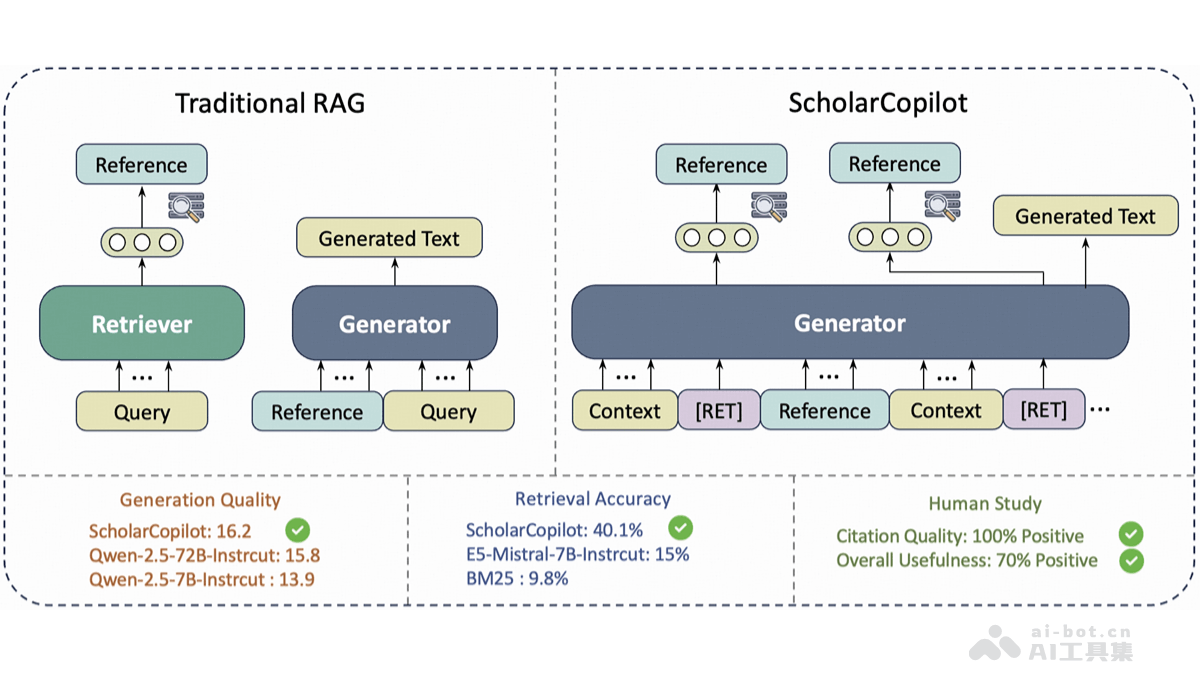 Traditional RAG
Reference
Generated Text
Retriever
Generator
...
...
...
Query
Reference
Query
ScholarCopilot
Reference
Reference
Generated Text
Generator
...
...
...
Context
[RET]
Reference
Context
[RET]
...
Generation Quality
ScholarCopilot: 16.2
Qwen-2.5-72B-Instrcut: 15.8
Qwen-2.5-7B-Instrcut : 13.9
Retrieval Accuracy
ScholarCopilot: 40.1%
E5-Mistral-7B-Instrcut: 15%
BM25 : 9.8%
Human Study
Citation Quality: 100% Positive
Overall Usefulness: 70% Positive
ai-bot.cn
AI工具集